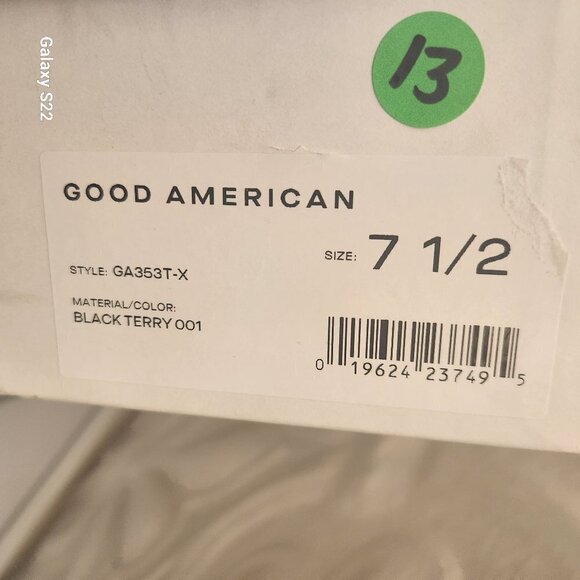 Galaxy S22
13
GOOD AMERICAN
SIZE: 7 1/2
STYLE: GA353T-X
MATERIAL/COLOR:
BLACK TERRY 001
0 19624 23749 5